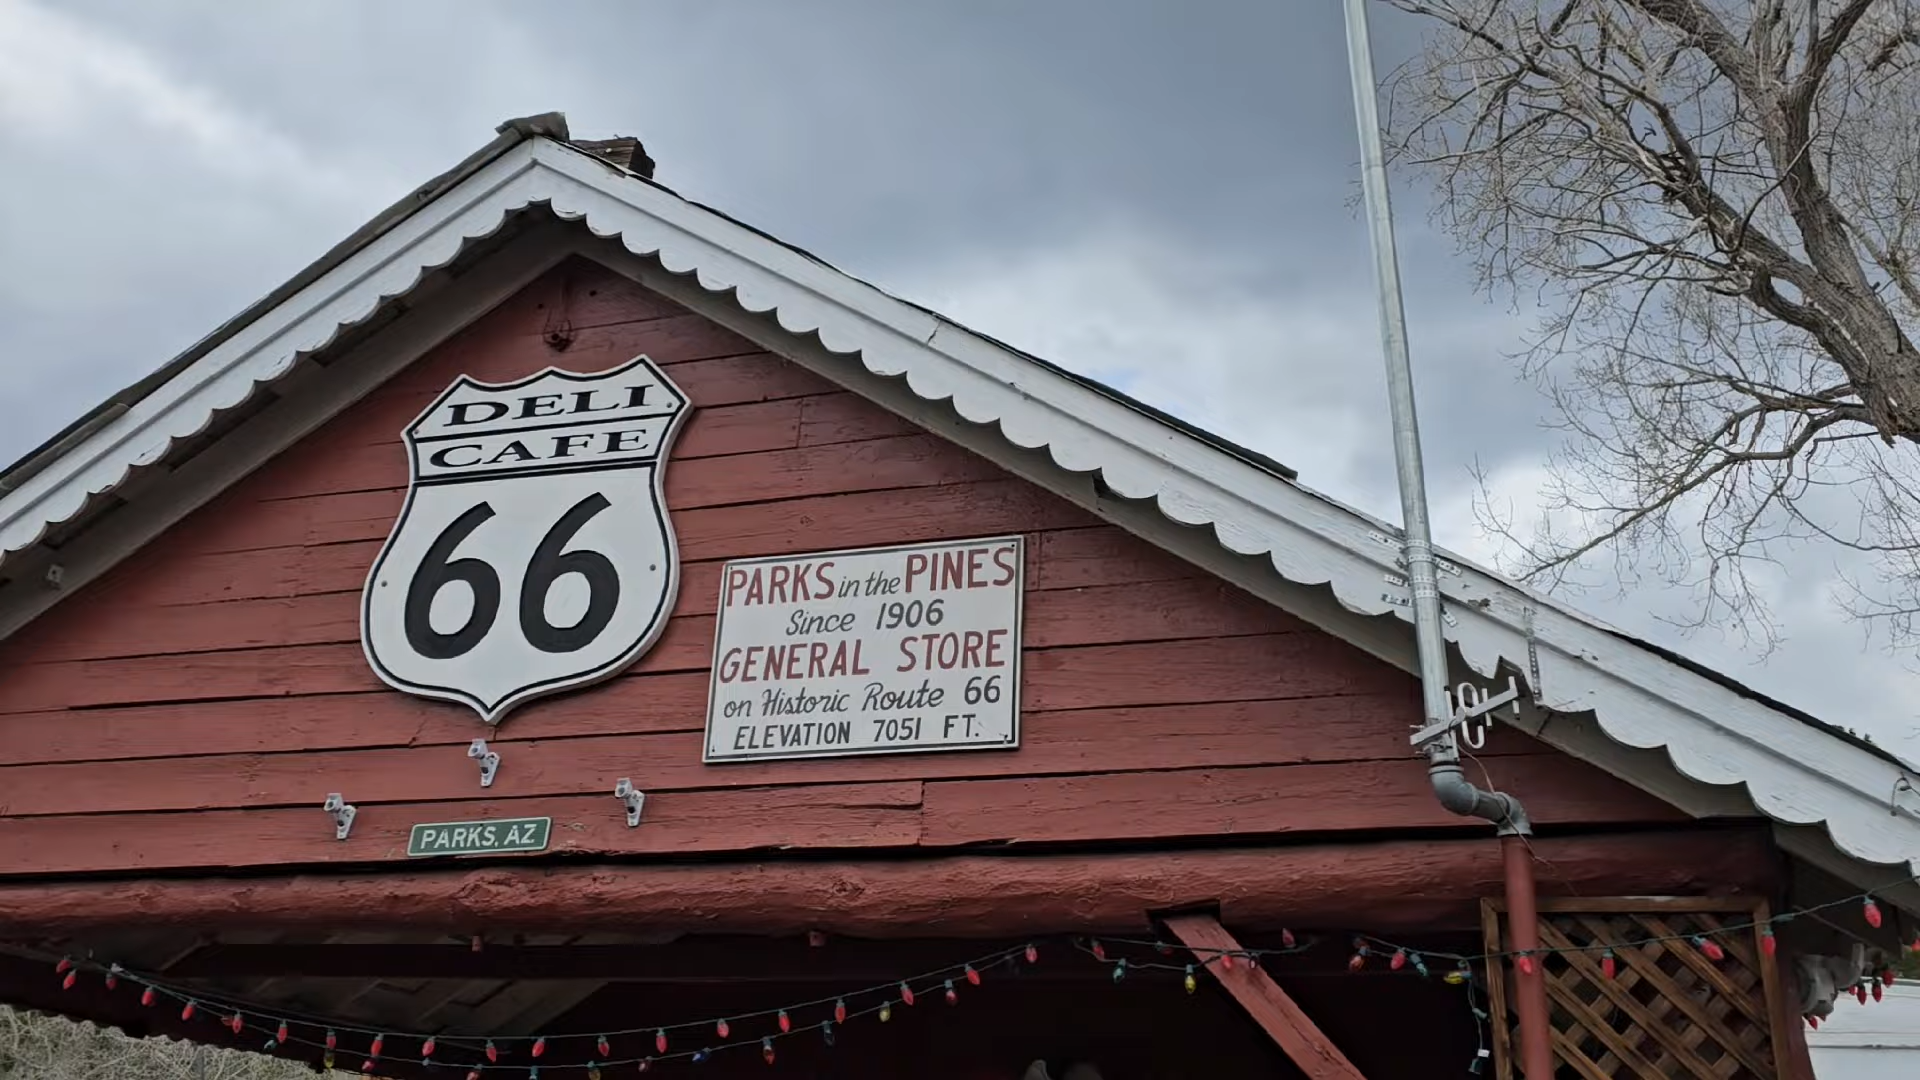 DELI
CAFE
66
PARKS in the PINES
Since 1906
GENERAL STORE
on Historic Route 66
ELEVATION 7051 FT.
PARKS, AZ